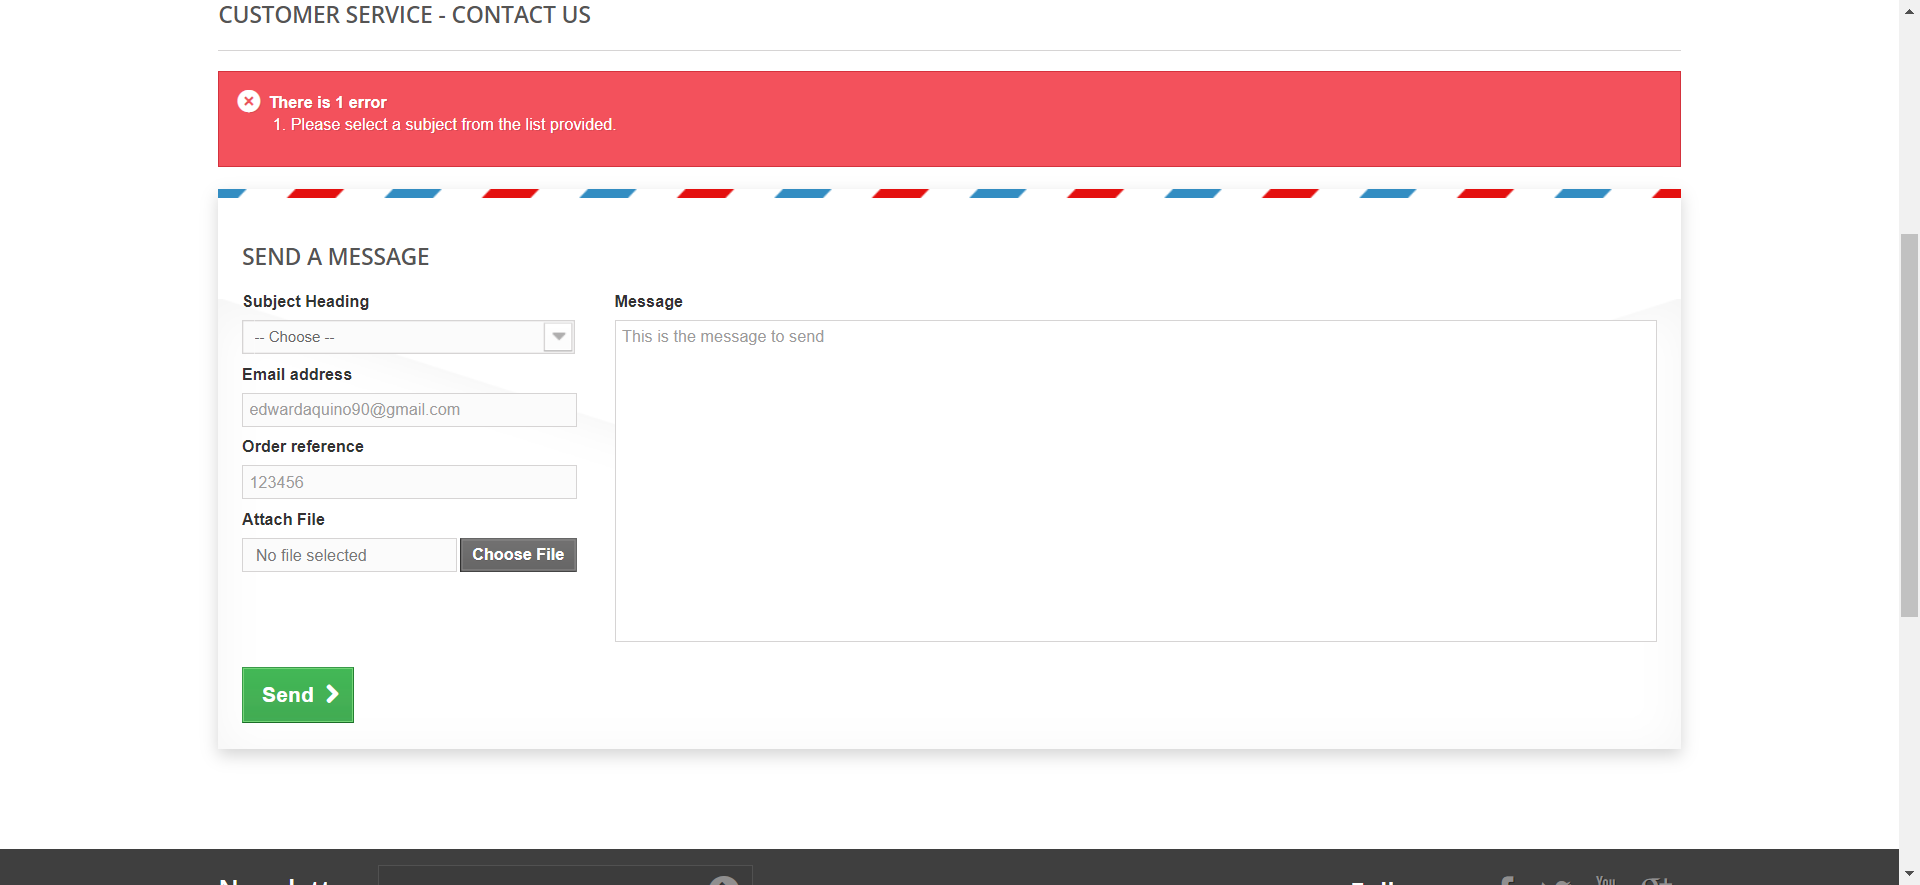 CUSTOMER SERVICE - CONTACT US
There is 1 error
1. Please select a subject from the list provided.
SEND A MESSAGE
Subject Heading
Message
-- Choose --
This is the message to send
Email address
edwardaquino90@gmail.com
Order reference
123456
Attach File
No file selected
Choose File
Send
You